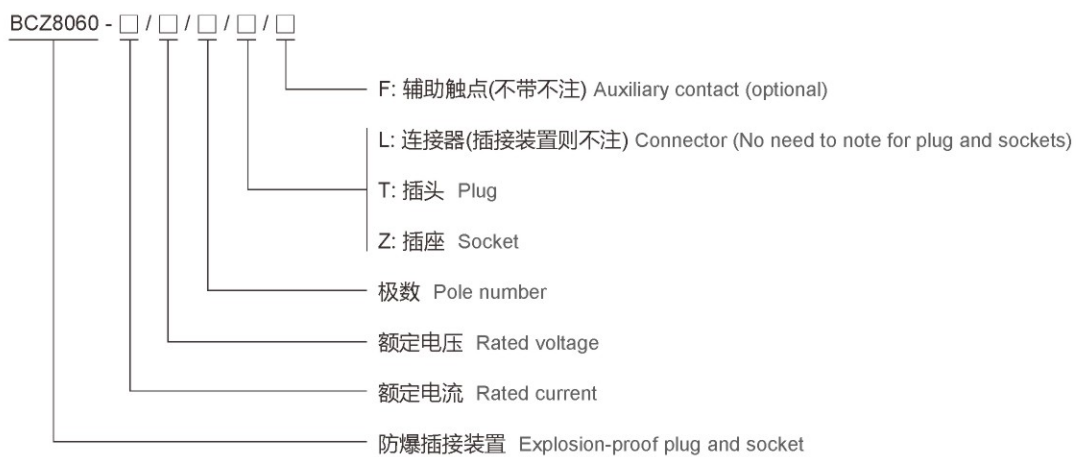 BCZ8060 - □ / □ / □ / □ / □
F: 辅助触点(不带不注) Auxiliary contact (optional)
L: 连接器(插接装置则不注) Connector (No need to note for plug and sockets)
T: 插头 Plug
Z: 插座 Socket
极数 Pole number
额定电压 Rated voltage
额定电流 Rated current
防爆插接装置 Explosion-proof plug and socket